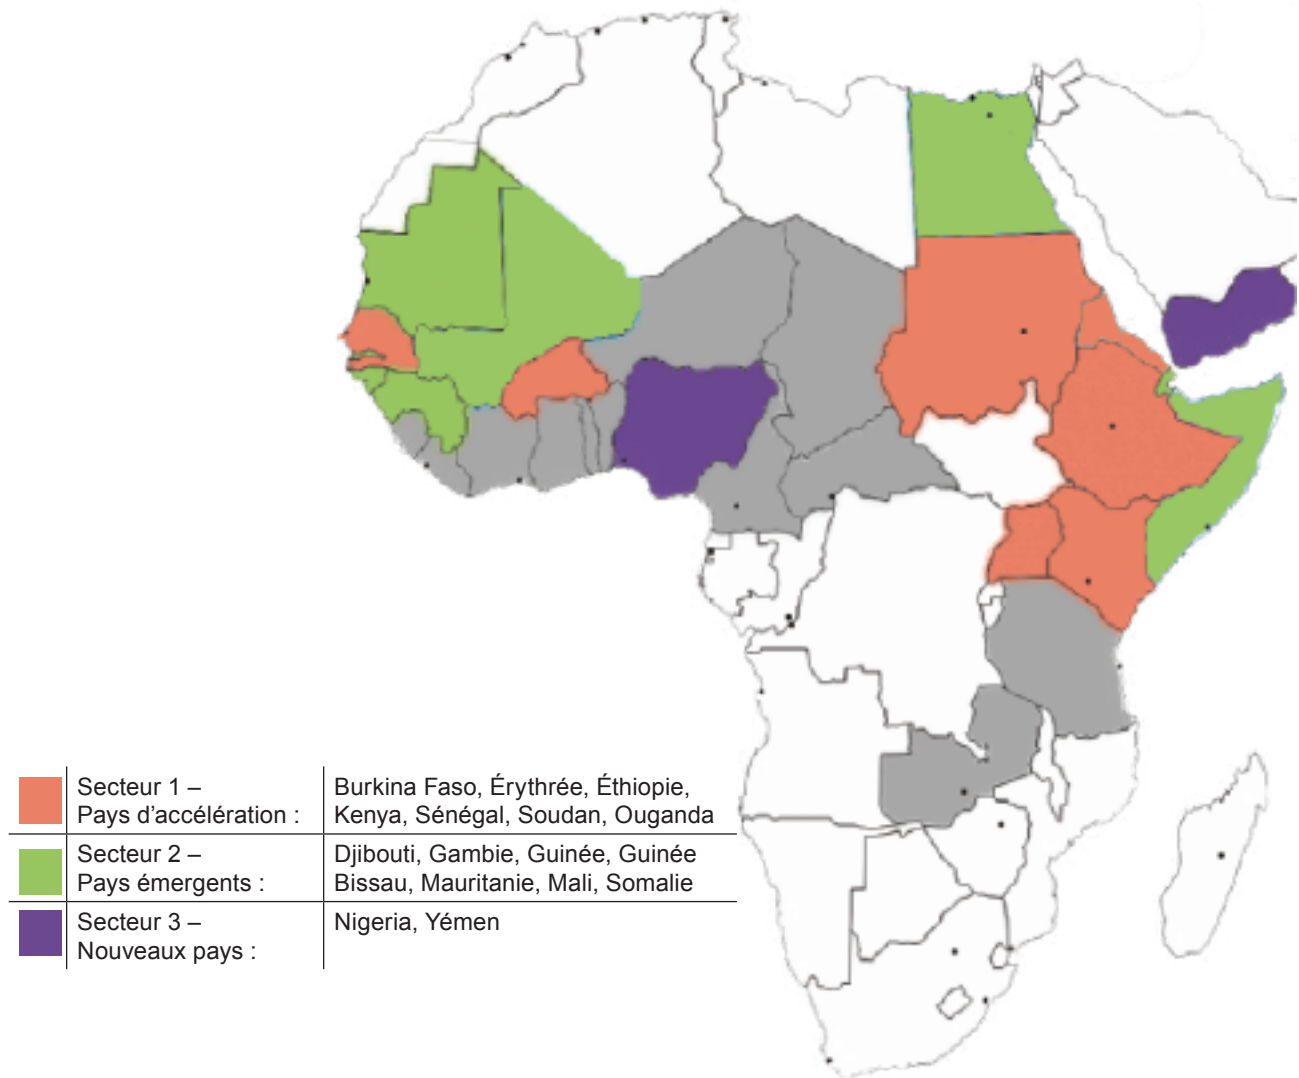 Secteur 1 –
Pays d’accélération :
Burkina Faso, Érythrée, Éthiopie,
Kenya, Sénégal, Soudan, Ouganda
Secteur 2 –
Pays émergents :
Djibouti, Gambie, Guinée, Guinée
Bissau, Mauritanie, Mali, Somalie
Secteur 3 –
Nouveaux pays :
Nigeria, Yémen